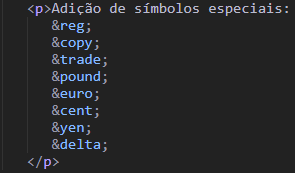 <p>Adição de símbolos especiais:
&reg;
&copy;
&trade;
&pound;
&euro;
&cent;
&yen;
&delta;
</p>